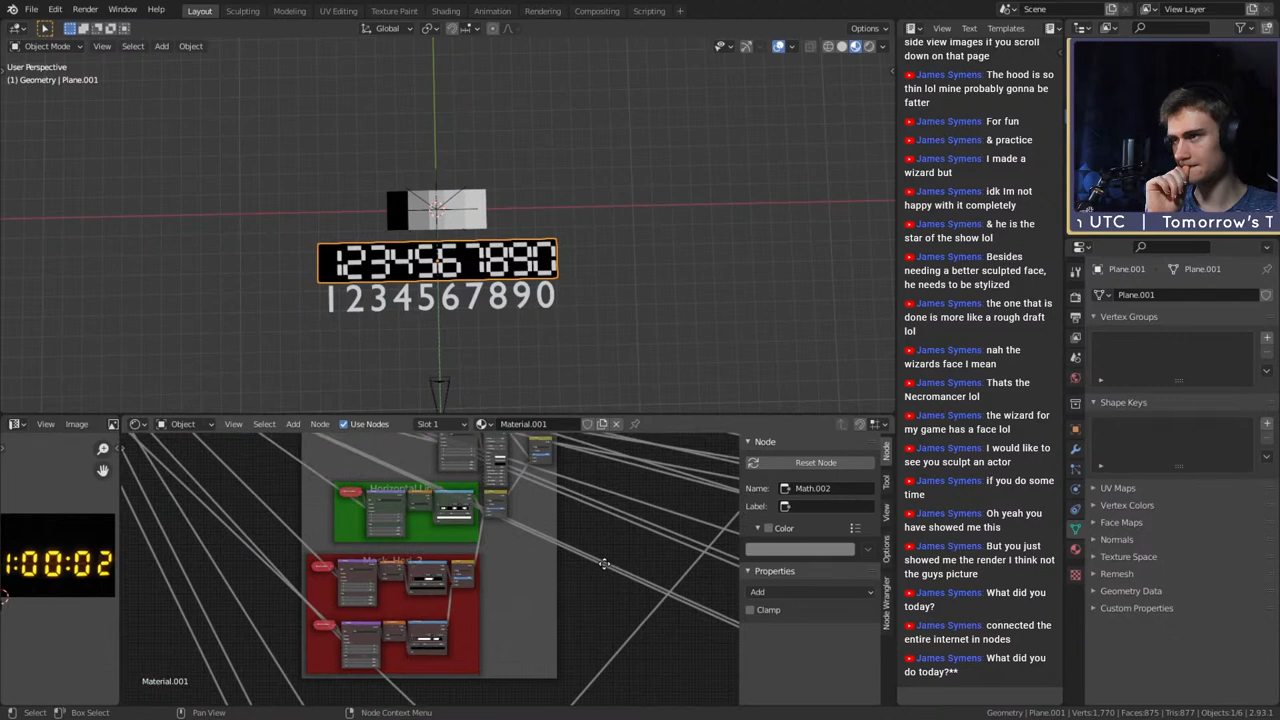 File Edit Render Window Help
Layout Sculpting Modeling UV Editing Texture Paint Shading Animation Rendering Compositing Scripting +
Scene View Layer
Global Options
Object Mode View Select Add Object
User Perspective
(1) Geometry | Plane.001
1234567890
1234567890
View Image
Object View Select Add Node Use Nodes Slot 1 Material.001
1:00:02
Horizontal
Material.001
Node
Reset Node
Name: Math.002
Label:
Color
Properties
Add
Clamp
Node
Tool
View
Options
Node Wrangler
View Text Templates
side view images if you scroll
down on that page
James Symens The hood is so
thin lol mine probably gonna be
fatter
James Symens For fun
James Symens & practice
James Symens I made a
wizard but
James Symens idk Im not
happy with it completely
James Symens & he is the
star of the show lol
James Symens Besides
needing a better sculpted face,
he needs to be stylized
James Symens the one that is
done is more like a rough draft
lol
James Symens nah the
wizards face I mean
James Symens Thats the
Necromancer lol
James Symens the wizard for
my game has a face lol
James Symens I would like to
see you sculpt an actor
James Symens if you do some
time
James Symens Oh yeah you
have showed me this
James Symens But you just
showed me the render I think not
the guys picture
James Symens What did you
today?
James Symens connected the
entire internet in nodes
James Symens What did you
do today?**
UTC | Tomorrow's T
Plane.001 Plane.001
Plane.001
Vertex Groups
Shape Keys
UV Maps
Vertex Colors
Face Maps
Normals
Texture Space
Remesh
Geometry Data
Custom Properties
Select Box Select Pan View Node Context Menu
Geometry | Plane.001 | Verts:1,770 | Faces:875 | Tris:877 | Objects:1/6 | 2.93.1